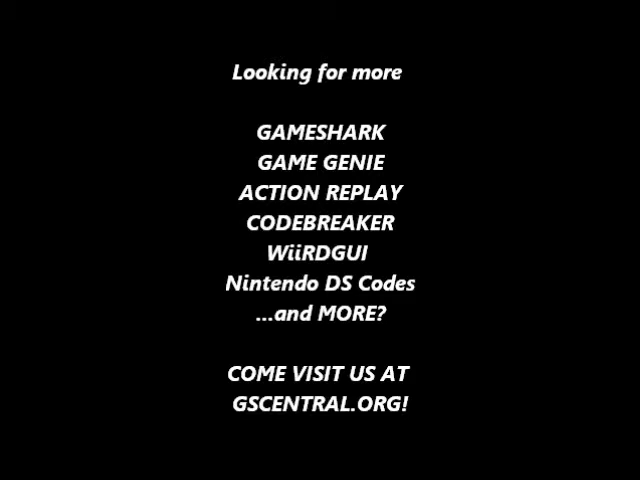 Looking for more
GAMESHARK
GAME GENIE
ACTION REPLAY
CODEBREAKER
WiiRDGUI
Nintendo DS Codes
...and MORE?
COME VISIT US AT
GSCENTRAL.ORG!